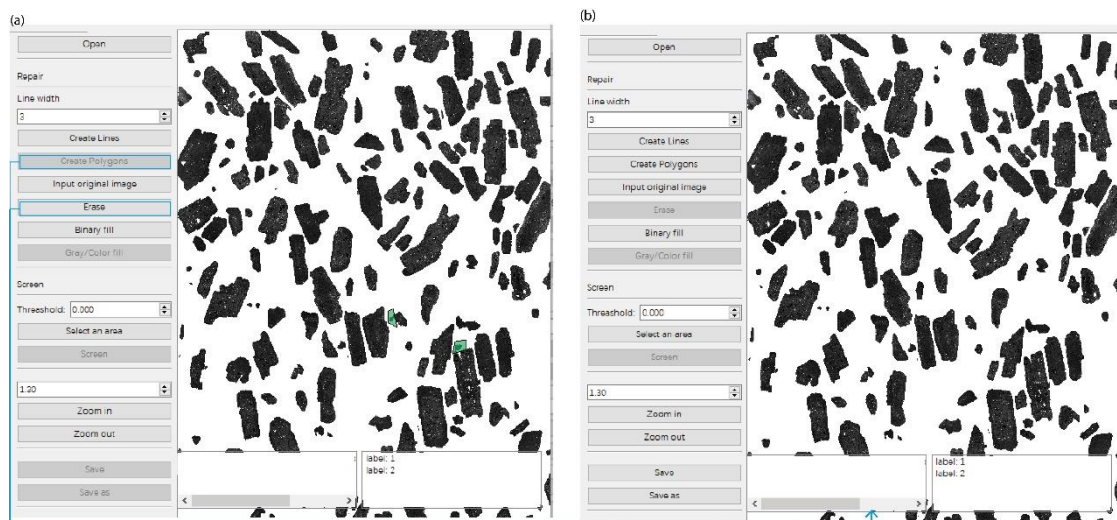 (a)
Open
Repair
Line width
3
Create Lines
Create Polygons
Input original image
Erase
Binary fill
Gray/Color fill
Screen
Threashold: 0.000
Select an area
Screen
1.30
Zoom in
Zoom out
Save
Save as
label: 1
label: 2
(b)
Open
Repair
Line width
3
Create Lines
Create Polygons
Input original image
Erase
Binary fill
Gray/Color fill
Screen
Threashold: 0.000
Select an area
Screen
1.30
Zoom in
Zoom out
Save
Save as
label: 1
label: 2